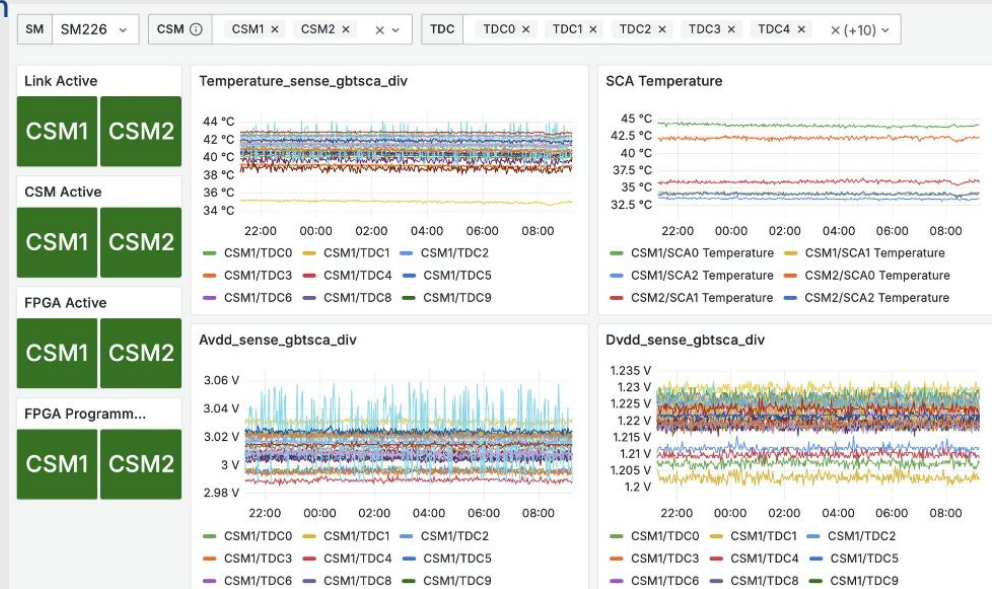 n
SM SM226 CSM CSM1 × CSM2 × × TDC TDC0 × TDC1 × TDC2 × TDC3 × TDC4 × × (+10)
Link Active
CSM1 CSM2
CSM Active
CSM1 CSM2
FPGA Active
CSM1 CSM2
FPGA Programm...
CSM1 CSM2
Temperature_sense_gbtsca_div
44 °C
42 °C
40 °C
38 °C
36 °C
34 °C
22:00 00:00 02:00 04:00 06:00 08:00
CSM1/TDC0 CSM1/TDC1 CSM1/TDC2
CSM1/TDC3 CSM1/TDC4 CSM1/TDC5
CSM1/TDC6 CSM1/TDC8 CSM1/TDC9
SCA Temperature
45 °C
42.5 °C
40 °C
37.5 °C
35 °C
32.5 °C
22:00 00:00 02:00 04:00 06:00 08:00
CSM1/SCA0 Temperature CSM1/SCA1 Temperature
CSM1/SCA2 Temperature CSM2/SCA0 Temperature
CSM2/SCA1 Temperature CSM2/SCA2 Temperature
Avdd_sense_gbtsca_div
3.06 V
3.04 V
3.02 V
3 V
2.98 V
22:00 00:00 02:00 04:00 06:00 08:00
CSM1/TDC0 CSM1/TDC1 CSM1/TDC2
CSM1/TDC3 CSM1/TDC4 CSM1/TDC5
CSM1/TDC6 CSM1/TDC8 CSM1/TDC9
Dvdd_sense_gbtsca_div
1.235 V
1.23 V
1.225 V
1.22 V
1.215 V
1.21 V
1.205 V
1.2 V
22:00 00:00 02:00 04:00 06:00 08:00
CSM1/TDC0 CSM1/TDC1 CSM1/TDC2
CSM1/TDC3 CSM1/TDC4 CSM1/TDC5
CSM1/TDC6 CSM1/TDC8 CSM1/TDC9